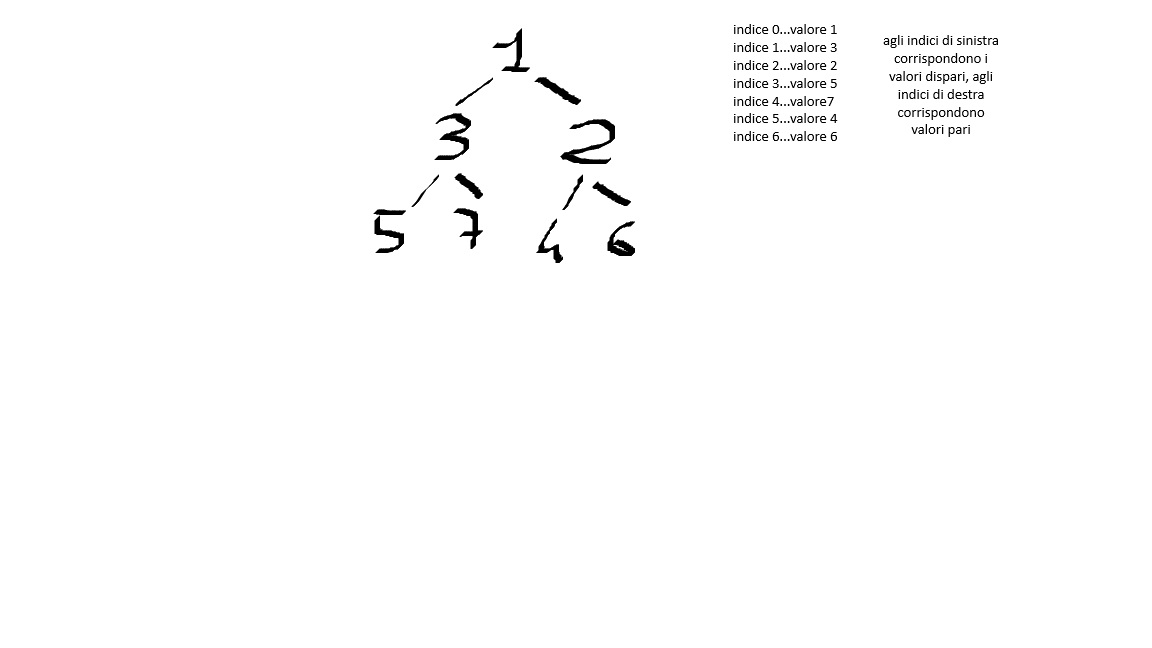 1
3 2
5 7 4 6
indice 0...valore 1
indice 1...valore 3
indice 2...valore 2
indice 3...valore 5
indice 4...valore7
indice 5...valore 4
indice 6...valore 6
agli indici di sinistra
corrispondono i
valori dispari, agli
indici di destra
corrispondono
valori pari